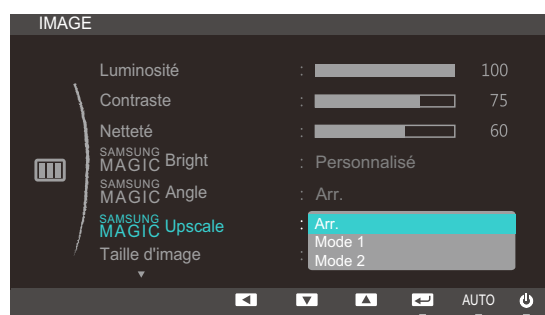 IMAGE
Luminosité : 100
Contraste : 75
Netteté : 60
SAMSUNG MAGIC Bright : Personnalisé
SAMSUNG MAGIC Angle : Arr.
SAMSUNG MAGIC Upscale : Arr.
Mode 1
Mode 2
Taille d'image :
AUTO